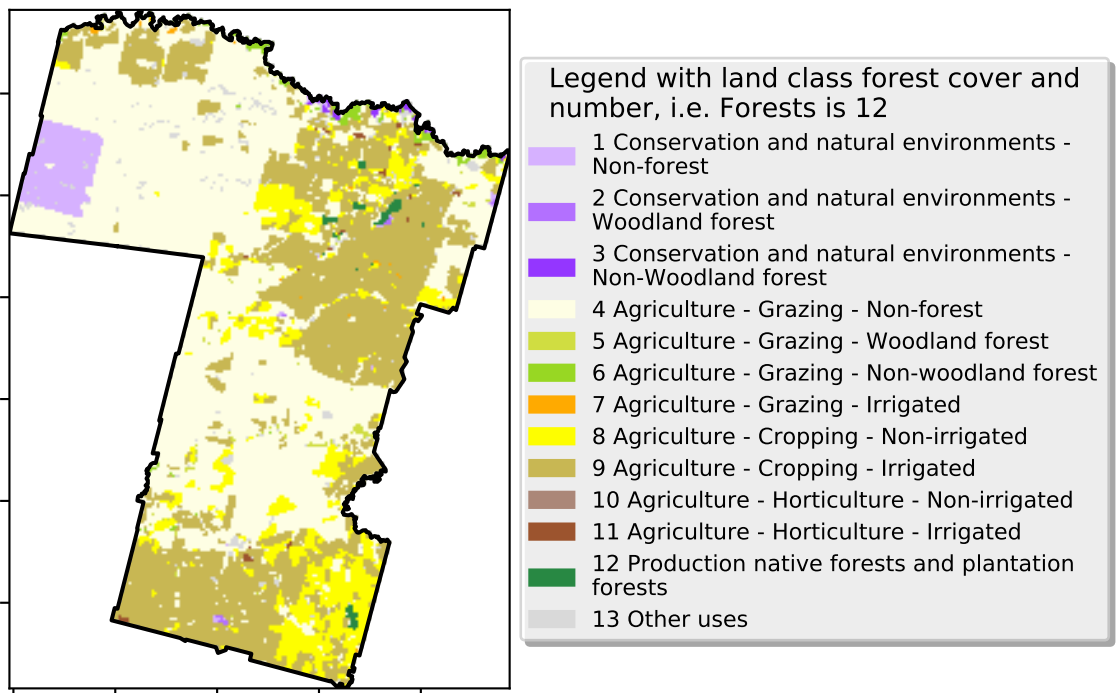 Legend with land class forest cover and
number, i.e. Forests is 12
1 Conservation and natural environments -
Non-forest
2 Conservation and natural environments -
Woodland forest
3 Conservation and natural environments -
Non-Woodland forest
4 Agriculture - Grazing - Non-forest
5 Agriculture - Grazing - Woodland forest
6 Agriculture - Grazing - Non-woodland forest
7 Agriculture - Grazing - Irrigated
8 Agriculture - Cropping - Non-irrigated
9 Agriculture - Cropping - Irrigated
10 Agriculture - Horticulture - Non-irrigated
11 Agriculture - Horticulture - Irrigated
12 Production native forests and plantation
forests
13 Other uses